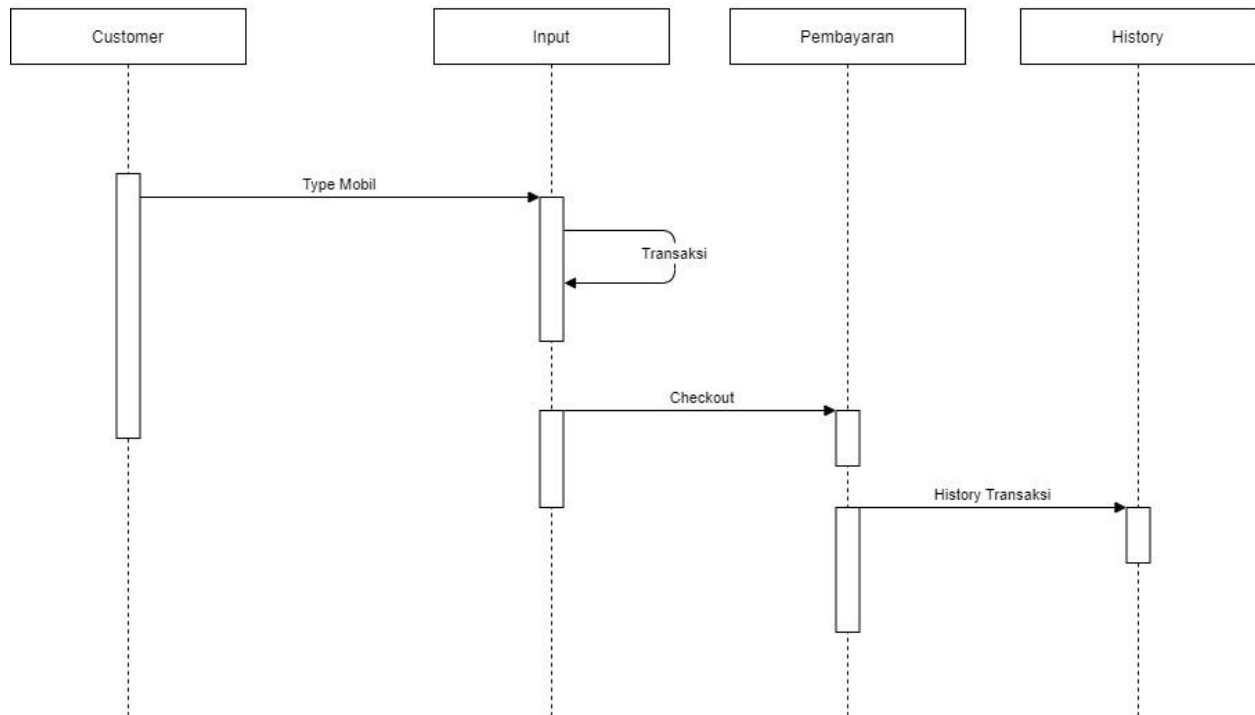 Customer
Input
Pembayaran
History
Type Mobil
Transaksi
Checkout
History Transaksi